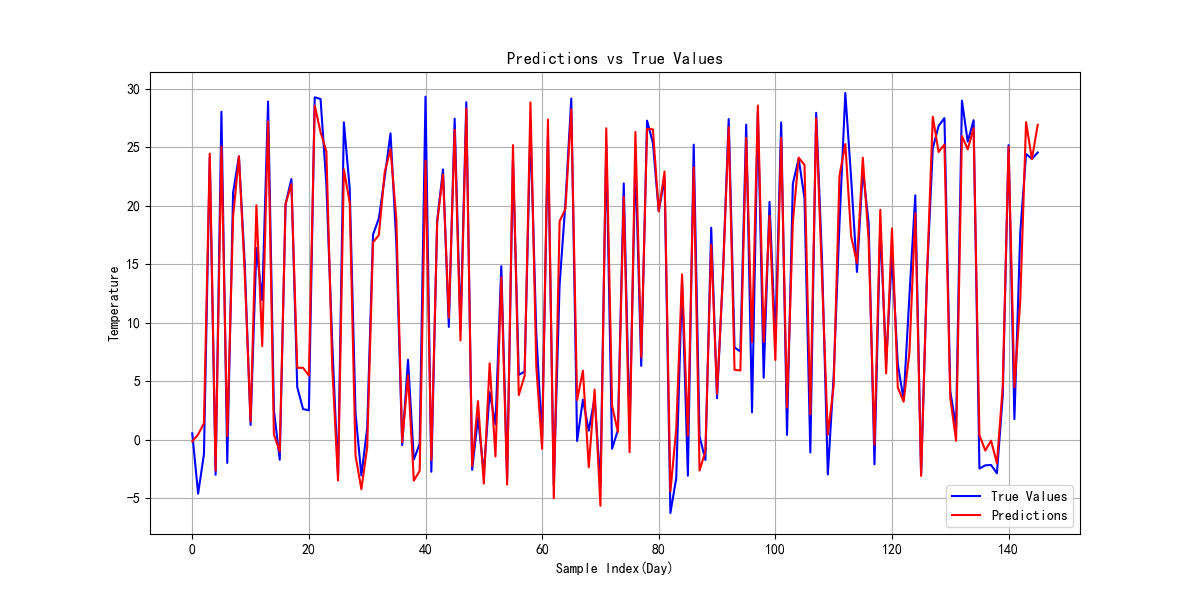 Predictions vs True Values
30
25
20
15
10
5
0
−5
Temperature
0 20 40 60 80 100 120 140
Sample Index(Day)
True Values
Predictions